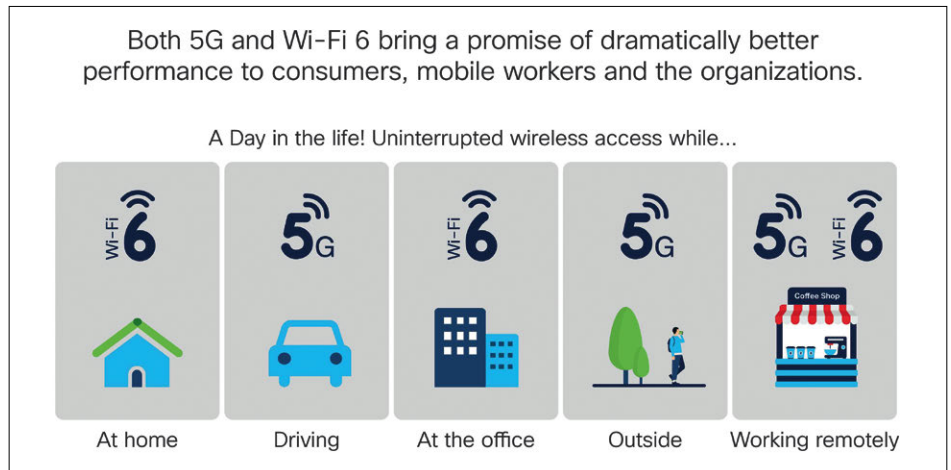 Both 5G and Wi-Fi 6 bring a promise of dramatically better
performance to consumers, mobile workers and the organizations.
A Day in the life! Uninterrupted wireless access while...
Wi-Fi 6
5G
Wi-Fi 6
5G
5G Wi-Fi 6
Coffee Shop
At home
Driving
At the office
Outside
Working remotely